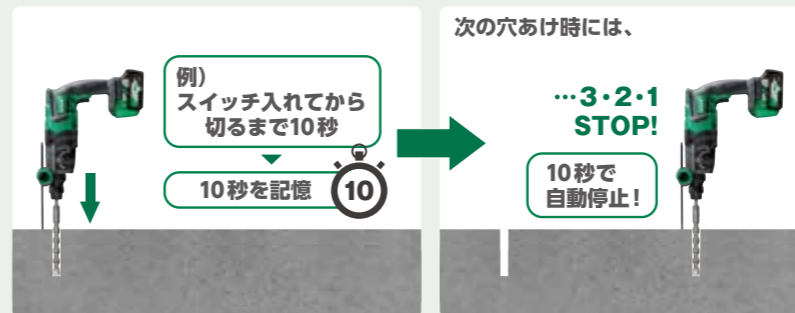 例）
スイッチ入れてから
切るまで10秒
10秒を記憶
10
次の穴あけ時には、
…3・2・1
STOP!
10秒で
自動停止！